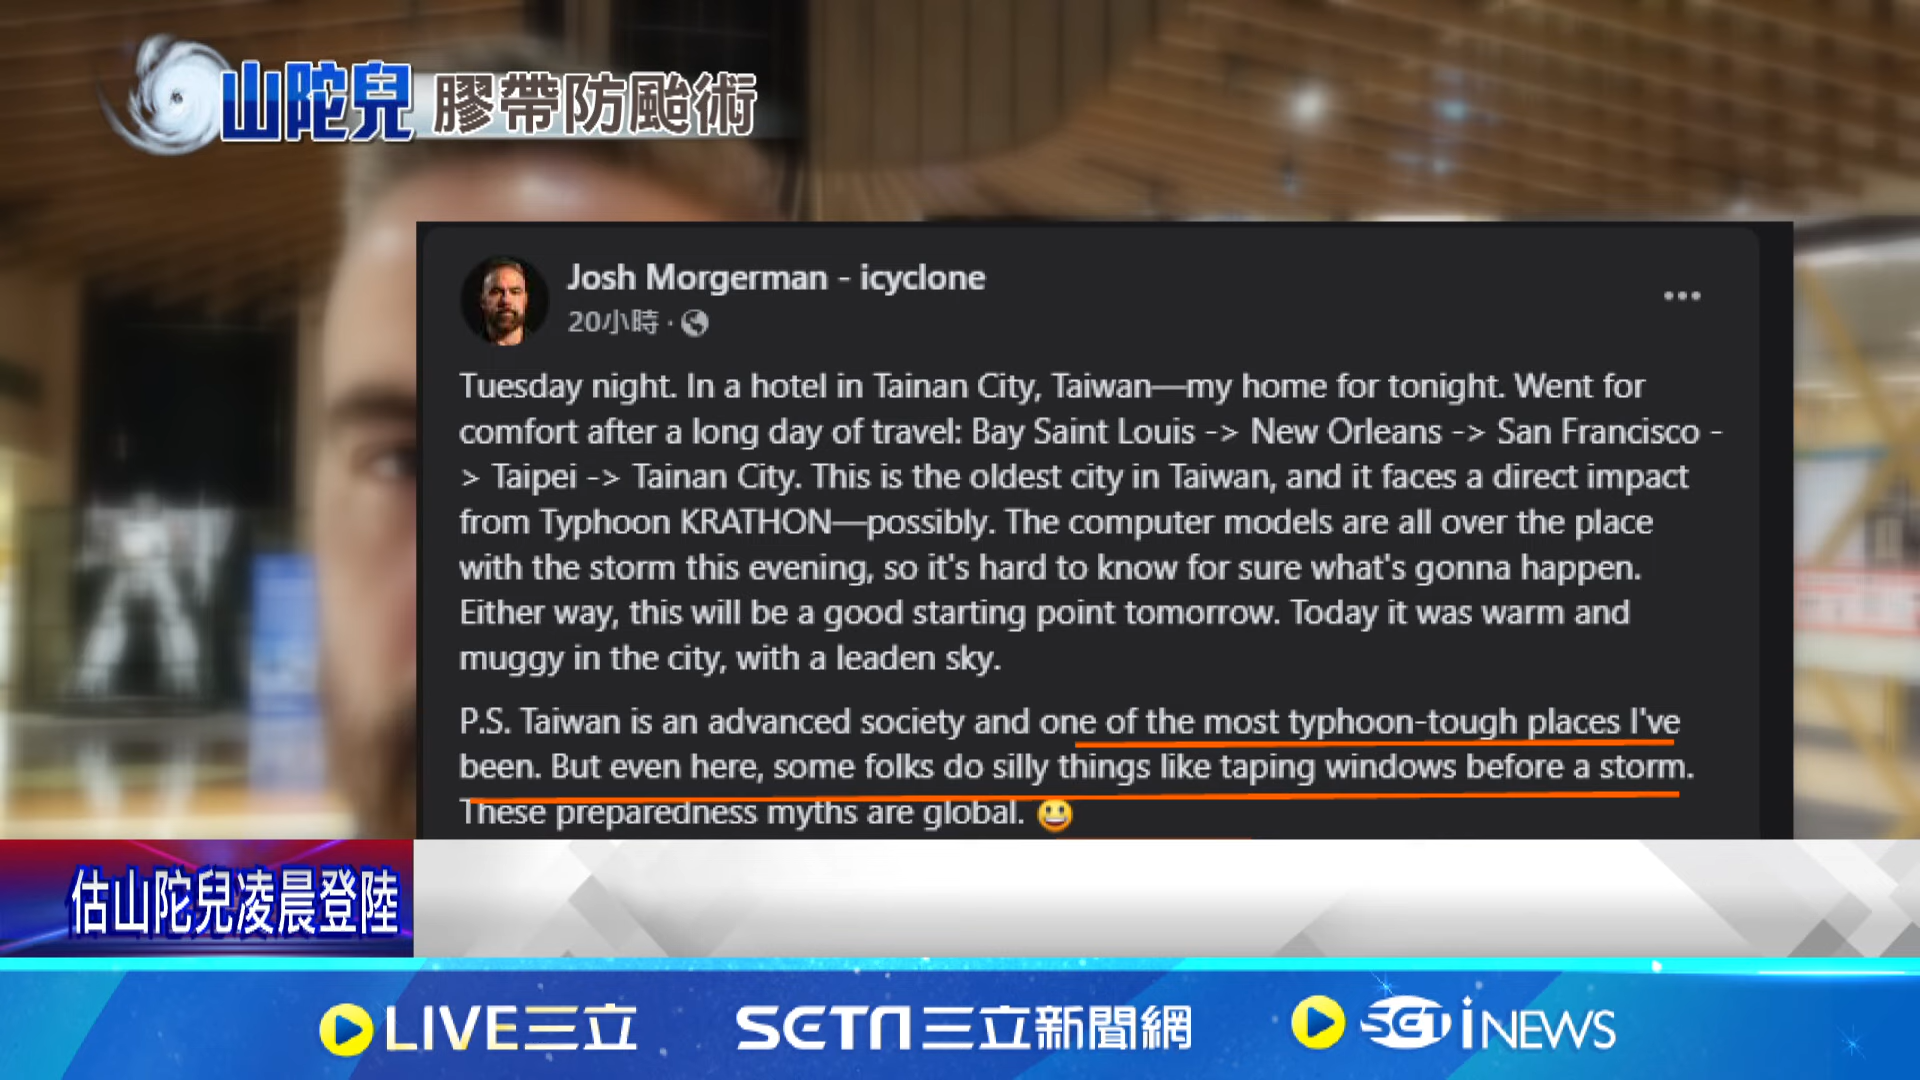 山陀兒 膠帶防颱術
Josh Morgerman - icyclone
20小時 ·
Tuesday night. In a hotel in Tainan City, Taiwan—my home for tonight. Went for
comfort after a long day of travel: Bay Saint Louis -> New Orleans -> San Francisco -
> Taipei -> Tainan City. This is the oldest city in Taiwan, and it faces a direct impact
from Typhoon KRATHON—possibly. The computer models are all over the place
with the storm this evening, so it's hard to know for sure what's gonna happen.
Either way, this will be a good starting point tomorrow. Today it was warm and
muggy in the city, with a leaden sky.
P.S. Taiwan is an advanced society and one of the most typhoon-tough places I've
been. But even here, some folks do silly things like taping windows before a storm.
These preparedness myths are global. 😀
估山陀兒凌晨登陸
LIVE三立 SETN三立新聞網 SET iNEWS